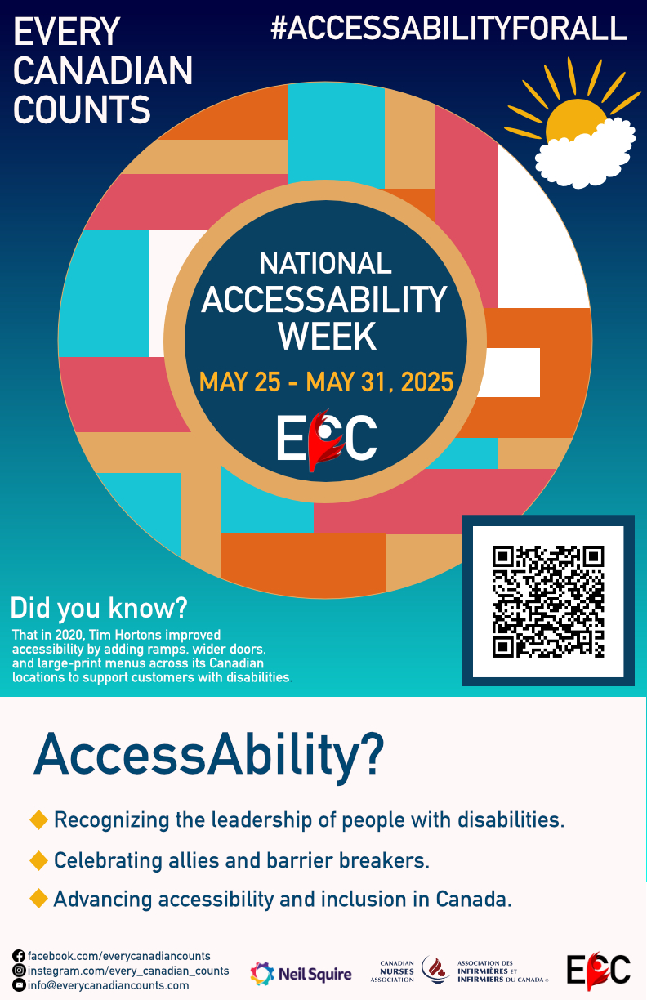 EVERY
CANADIAN
COUNTS
#ACCESSABILITYFORALL
NATIONAL
ACCESSABILITY
WEEK
MAY 25 - MAY 31, 2025
ECC
Did you know?
That in 2020, Tim Hortons improved
accessibility by adding ramps, wider doors,
and large-print menus across its Canadian
locations to support customers with disabilities.
AccessAbility?
Recognizing the leadership of people with disabilities.
Celebrating allies and barrier breakers.
Advancing accessibility and inclusion in Canada.
facebook.com/everycanadiancounts
instagram.com/every_canadian_counts
info@everycanadiancounts.com
Neil Squire
CANADIAN
NURSES
ASSOCIATION
ASSOCIATION DES
INFIRMIÈRES ET
INFIRMIERS DU CANADA
ECC